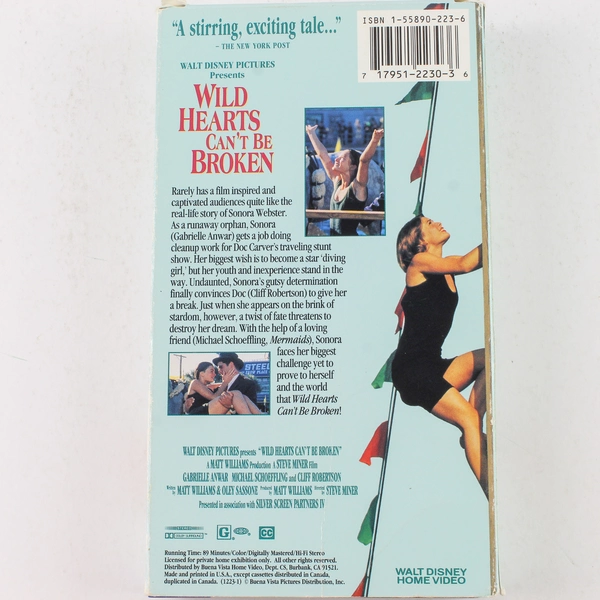 "A stirring, exciting tale..."
– THE NEW YORK POST
ISBN 1-55890-223-6
7 17951-2230-3 6
WALT DISNEY PICTURES
Presents
WILD
HEARTS
CAN'T BE
BROKEN
Rarely has a film inspired and
captivated audiences quite like the
real-life story of Sonora Webster.
As a runaway orphan, Sonora
(Gabrielle Anwar) gets a job doing
cleanup work for Doc Carver's traveling stunt
show. Her biggest wish is to become a star 'diving
girl,' but her youth and inexperience stand in the
way. Undaunted, Sonora's gutsy determination
finally convinces Doc (Cliff Robertson) to give her
a break. Just when she appears on the brink of
stardom, however, a twist of fate threatens to
destroy her dream. With the help of a loving
friend (Michael Schoeffling, Mermaids), Sonora
faces her biggest
challenge yet to
prove to herself
and the world
that Wild Hearts
Can't Be Broken!
STEEL
WALT DISNEY PICTURES presents "WILD HEARTS CAN'T BE BROKEN"
A MATT WILLIAMS Production A STEVE MINER Film
GABRIELLE ANWAR MICHAEL SCHOEFFLING and CLIFF ROBERTSON
Written by MATT WILLIAMS & OLEY SASSONE Produced by MATT WILLIAMS Directed by STEVE MINER
Presented in association with SILVER SCREEN PARTNERS IV
STEREO
DOLBY SURROUND
G
CC
Running Time: 89 Minutes/Color/Digitally Mastered/Hi-Fi Stereo
Licensed for private home exhibition only. All other rights reserved.
Distributed by Buena Vista Home Video, Dept. CS, Burbank, CA 91521.
Made and printed in U.S.A., except cassettes distributed in Canada,
duplicated in Canada. (1223-1) © Buena Vista Pictures Distribution, Inc.
WALT DISNEY
HOME VIDEO